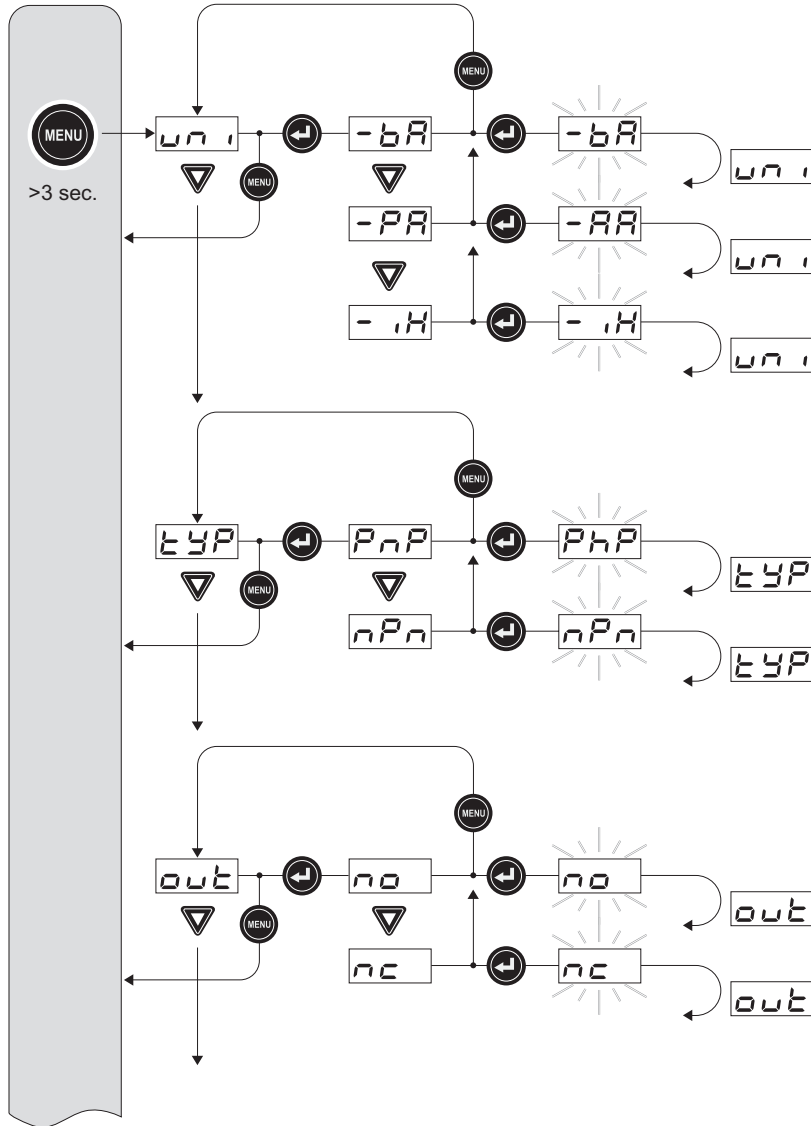 MENU
MENU
>3 sec.
uni
-bA
-bA
uni
MENU
-PA
-AA
uni
-iH
-iH
uni
MENU
tYP
PnP
PhP
tYP
MENU
nPn
nPn
tYP
MENU
out
no
no
out
MENU
nc
nc
out